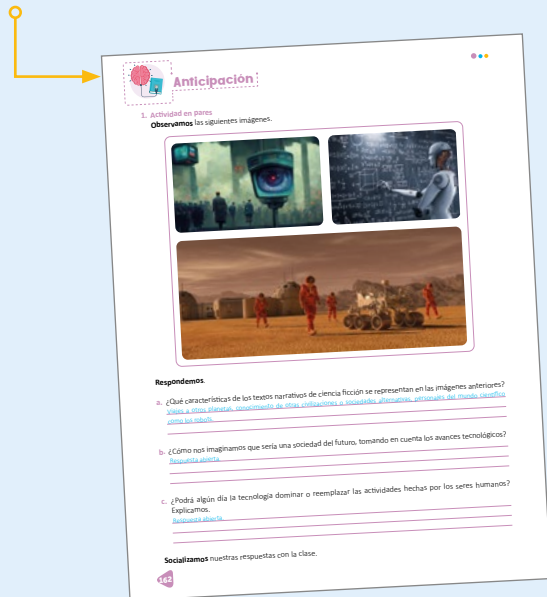 Anticipación
1. Actividad en pares
Observamos las siguientes imágenes.
Respondemos.
a. ¿Qué características de los textos narrativos de ciencia ficción se representan en las imágenes anteriores?
Viajes a otros planetas, conocimiento de otras civilizaciones o sociedades alternativas, personajes del mundo científico
como los robots.
b. ¿Cómo nos imaginamos que sería una sociedad del futuro, tomando en cuenta los avances tecnológicos?
Respuesta abierta.
c. ¿Podrá algún día la tecnología dominar o reemplazar las actividades hechas por los seres humanos?
Explicamos.
Respuesta abierta
Socializamos nuestras respuestas con la clase.
162